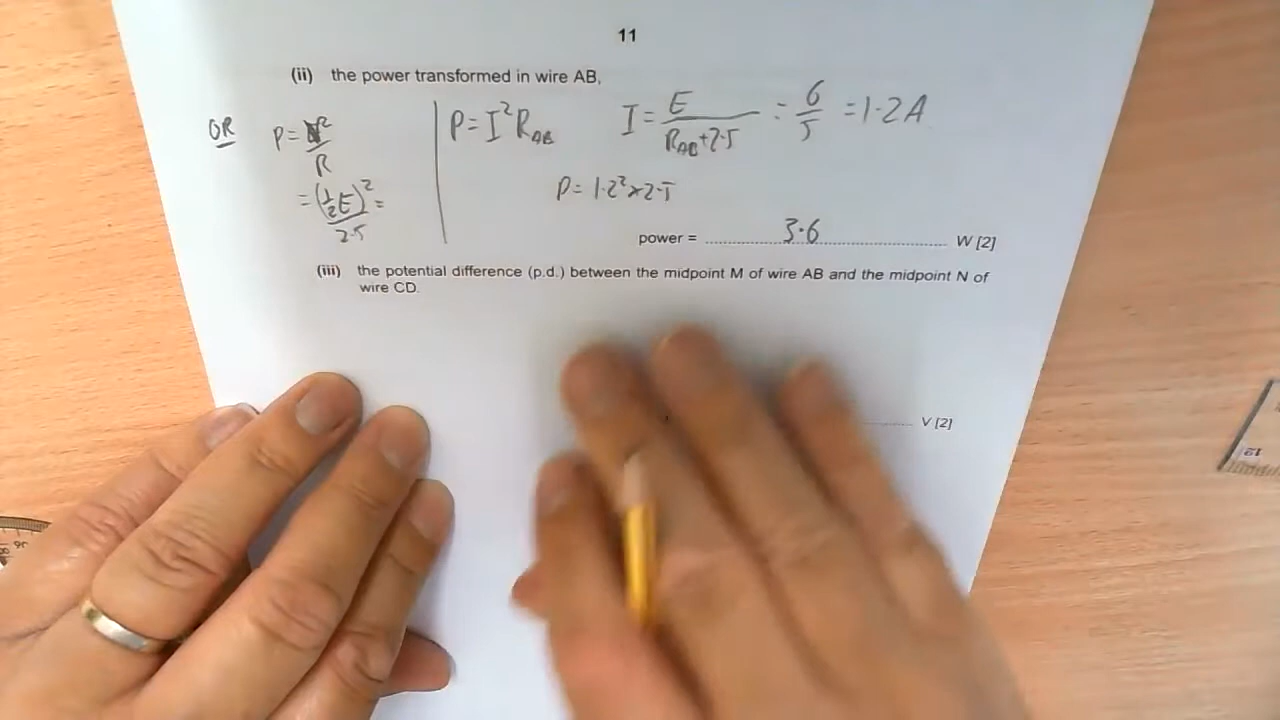 11
(ii) the power transformed in wire AB,
OR P = V²/R = (½E)²/2.5 =
P = I²R_AB
I = E/(R_AB + 2.5) = 6/5 = 1.2 A
P = 1.2² × 2.5
power = 3.6 W [2]
(iii) the potential difference (p.d.) between the midpoint M of wire AB and the midpoint N of
wire CD.
V [2]